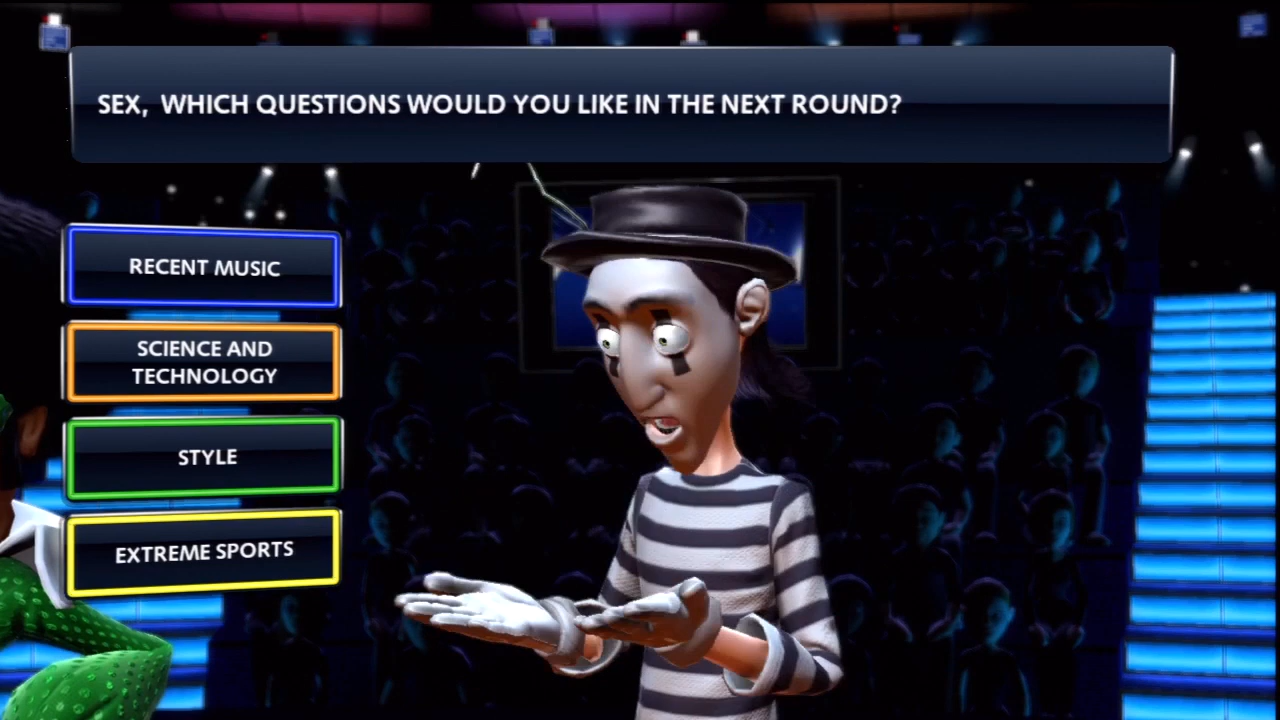 SEX, WHICH QUESTIONS WOULD YOU LIKE IN THE NEXT ROUND?
RECENT MUSIC
SCIENCE AND
TECHNOLOGY
STYLE
EXTREME SPORTS